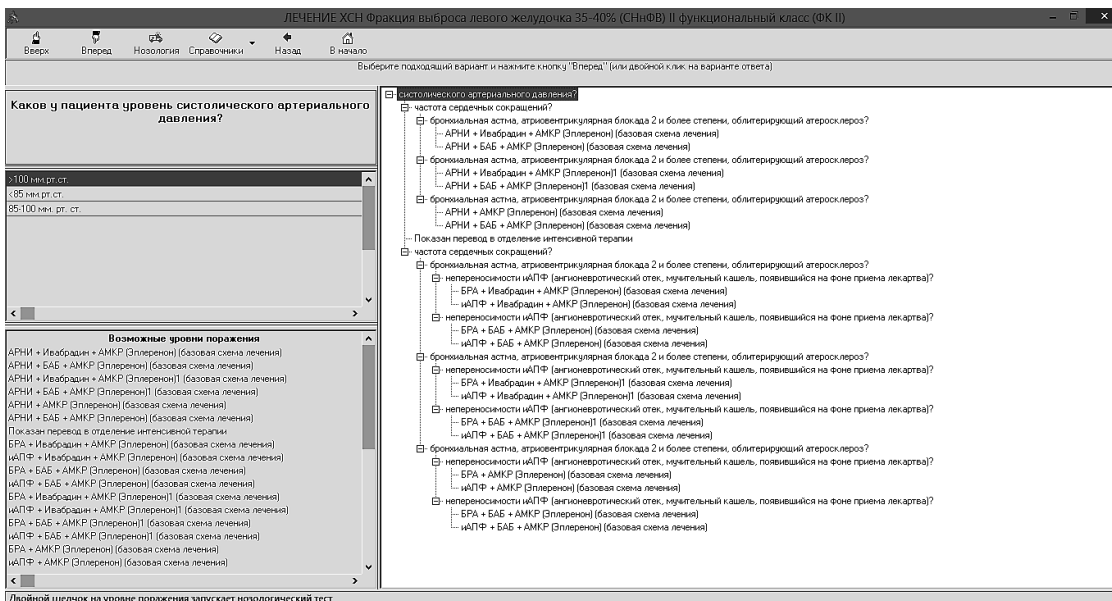 ЛЕЧЕНИЕ ХСН Фракция выброса левого желудочка 35-40% (СНнФВ) II функциональный класс (ФК II)
Вверх Вперед Нозология Справочники Назад В начало
Выберите подходящий вариант и нажмите кнопку "Вперед" (или двойной клик на варианте ответа)
Каков у пациента уровень систолического артериального
давления?
>100 мм.рт.ст.
<85 мм.рт.ст.
85-100 мм. рт. ст.
Возможные уровни поражения
АРНИ + Ивабрадин + АМКР (Эплеренон) (базовая схема лечения)
АРНИ + БАБ + АМКР (Эплеренон) (базовая схема лечения)
АРНИ + Ивабрадин + АМКР (Эплеренон)1 (базовая схема лечения)
АРНИ + БАБ + АМКР (Эплеренон)1 (базовая схема лечения)
АРНИ + АМКР (Эплеренон) (базовая схема лечения)
АРНИ + БАБ + АМКР (Эплеренон) (базовая схема лечения)
Показан перевод в отделение интенсивной терапии
БРА + Ивабрадин + АМКР (Эплеренон) (базовая схема лечения)
иАПФ + Ивабрадин + АМКР (Эплеренон) (базовая схема лечения)
БРА + БАБ + АМКР (Эплеренон) (базовая схема лечения)
иАПФ + БАБ + АМКР (Эплеренон) (базовая схема лечения)
БРА + Ивабрадин + АМКР (Эплеренон)1 (базовая схема лечения)
иАПФ + Ивабрадин + АМКР (Эплеренон)1 (базовая схема лечения)
БРА + БАБ + АМКР (Эплеренон)1 (базовая схема лечения)
иАПФ + БАБ + АМКР (Эплеренон)1 (базовая схема лечения)
БРА + АМКР (Эплеренон) (базовая схема лечения)
иАПФ + АМКР (Эплеренон) (базовая схема лечения)
систолического артериального давления?
частота сердечных сокращений?
бронхиальная астма, атриовентрикулярная блокада 2 и более степени, облитерирующий атеросклероз?
АРНИ + Ивабрадин + АМКР (Эплеренон) (базовая схема лечения)
АРНИ + БАБ + АМКР (Эплеренон) (базовая схема лечения)
бронхиальная астма, атриовентрикулярная блокада 2 и более степени, облитерирующий атеросклероз?
АРНИ + Ивабрадин + АМКР (Эплеренон)1 (базовая схема лечения)
АРНИ + БАБ + АМКР (Эплеренон)1 (базовая схема лечения)
бронхиальная астма, атриовентрикулярная блокада 2 и более степени, облитерирующий атеросклероз?
АРНИ + АМКР (Эплеренон) (базовая схема лечения)
АРНИ + БАБ + АМКР (Эплеренон) (базовая схема лечения)
Показан перевод в отделение интенсивной терапии
частота сердечных сокращений?
бронхиальная астма, атриовентрикулярная блокада 2 и более степени, облитерирующий атеросклероз?
непереносимости иАПФ (ангионевротический отек, мучительный кашель, появившийся на фоне приема лекартва)?
БРА + Ивабрадин + АМКР (Эплеренон) (базовая схема лечения)
иАПФ + Ивабрадин + АМКР (Эплеренон) (базовая схема лечения)
непереносимости иАПФ (ангионевротический отек, мучительный кашель, появившийся на фоне приема лекартва)?
БРА + БАБ + АМКР (Эплеренон) (базовая схема лечения)
иАПФ + БАБ + АМКР (Эплеренон) (базовая схема лечения)
бронхиальная астма, атриовентрикулярная блокада 2 и более степени, облитерирующий атеросклероз?
непереносимости иАПФ (ангионевротический отек, мучительный кашель, появившийся на фоне приема лекартва)?
БРА + Ивабрадин + АМКР (Эплеренон)1 (базовая схема лечения)
иАПФ + Ивабрадин + АМКР (Эплеренон)1 (базовая схема лечения)
непереносимости иАПФ (ангионевротический отек, мучительный кашель, появившийся на фоне приема лекартва)?
БРА + БАБ + АМКР (Эплеренон)1 (базовая схема лечения)
иАПФ + БАБ + АМКР (Эплеренон)1 (базовая схема лечения)
бронхиальная астма, атриовентрикулярная блокада 2 и более степени, облитерирующий атеросклероз?
непереносимости иАПФ (ангионевротический отек, мучительный кашель, появившийся на фоне приема лекартва)?
БРА + АМКР (Эплеренон) (базовая схема лечения)
иАПФ + АМКР (Эплеренон) (базовая схема лечения)
непереносимости иАПФ (ангионевротический отек, мучительный кашель, появившийся на фоне приема лекартва)?
БРА + БАБ + АМКР (Эплеренон) (базовая схема лечения)
иАПФ + БАБ + АМКР (Эплеренон) (базовая схема лечения)
Двойной щелчок на уровне поражения запускает нозологический тест